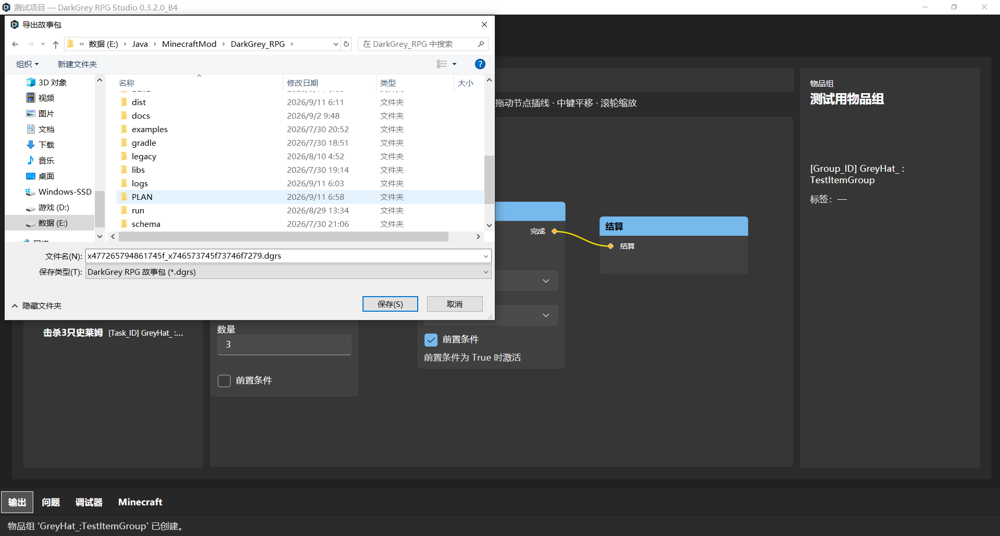 测试项目 — DarkGrey RPG Studio 0.3.2.0_B4
导出故事包
« 数据 (E:) › Java › MinecraftMod › DarkGrey_RPG ›
在 DarkGrey_RPG 中搜索
组织 新建文件夹
3D 对象
视频
图片
文档
下载
音乐
桌面
Windows-SSD
游戏 (D:)
数据 (E:)
名称 修改日期 类型 大小
dist 2026/9/11 6:11 文件夹
docs 2026/9/2 9:48 文件夹
examples 2026/7/30 20:52 文件夹
gradle 2026/7/30 18:51 文件夹
legacy 2026/8/10 4:52 文件夹
libs 2026/7/30 19:14 文件夹
logs 2026/9/11 6:03 文件夹
PLAN 2026/9/11 6:58 文件夹
run 2026/8/29 13:34 文件夹
schema 2026/7/30 21:06 文件夹
文件名(N): x477265794861745f_x746573745f73746f7279.dgrs
保存类型(T): DarkGrey RPG 故事包 (*.dgrs)
隐藏文件夹
保存(S) 取消
拖动节点插线 · 中键平移 · 滚轮缩放
物品组
测试用物品组
[Group_ID] GreyHat_ :
TestItemGroup
标签：—
完成
结算
结算
击杀3只史莱姆 [Task_ID] GreyHat_ :...
数量
3
前置条件
前置条件
前置条件为 True 时激活
输出 问题 调试器 Minecraft
物品组 'GreyHat_:TestItemGroup' 已创建。